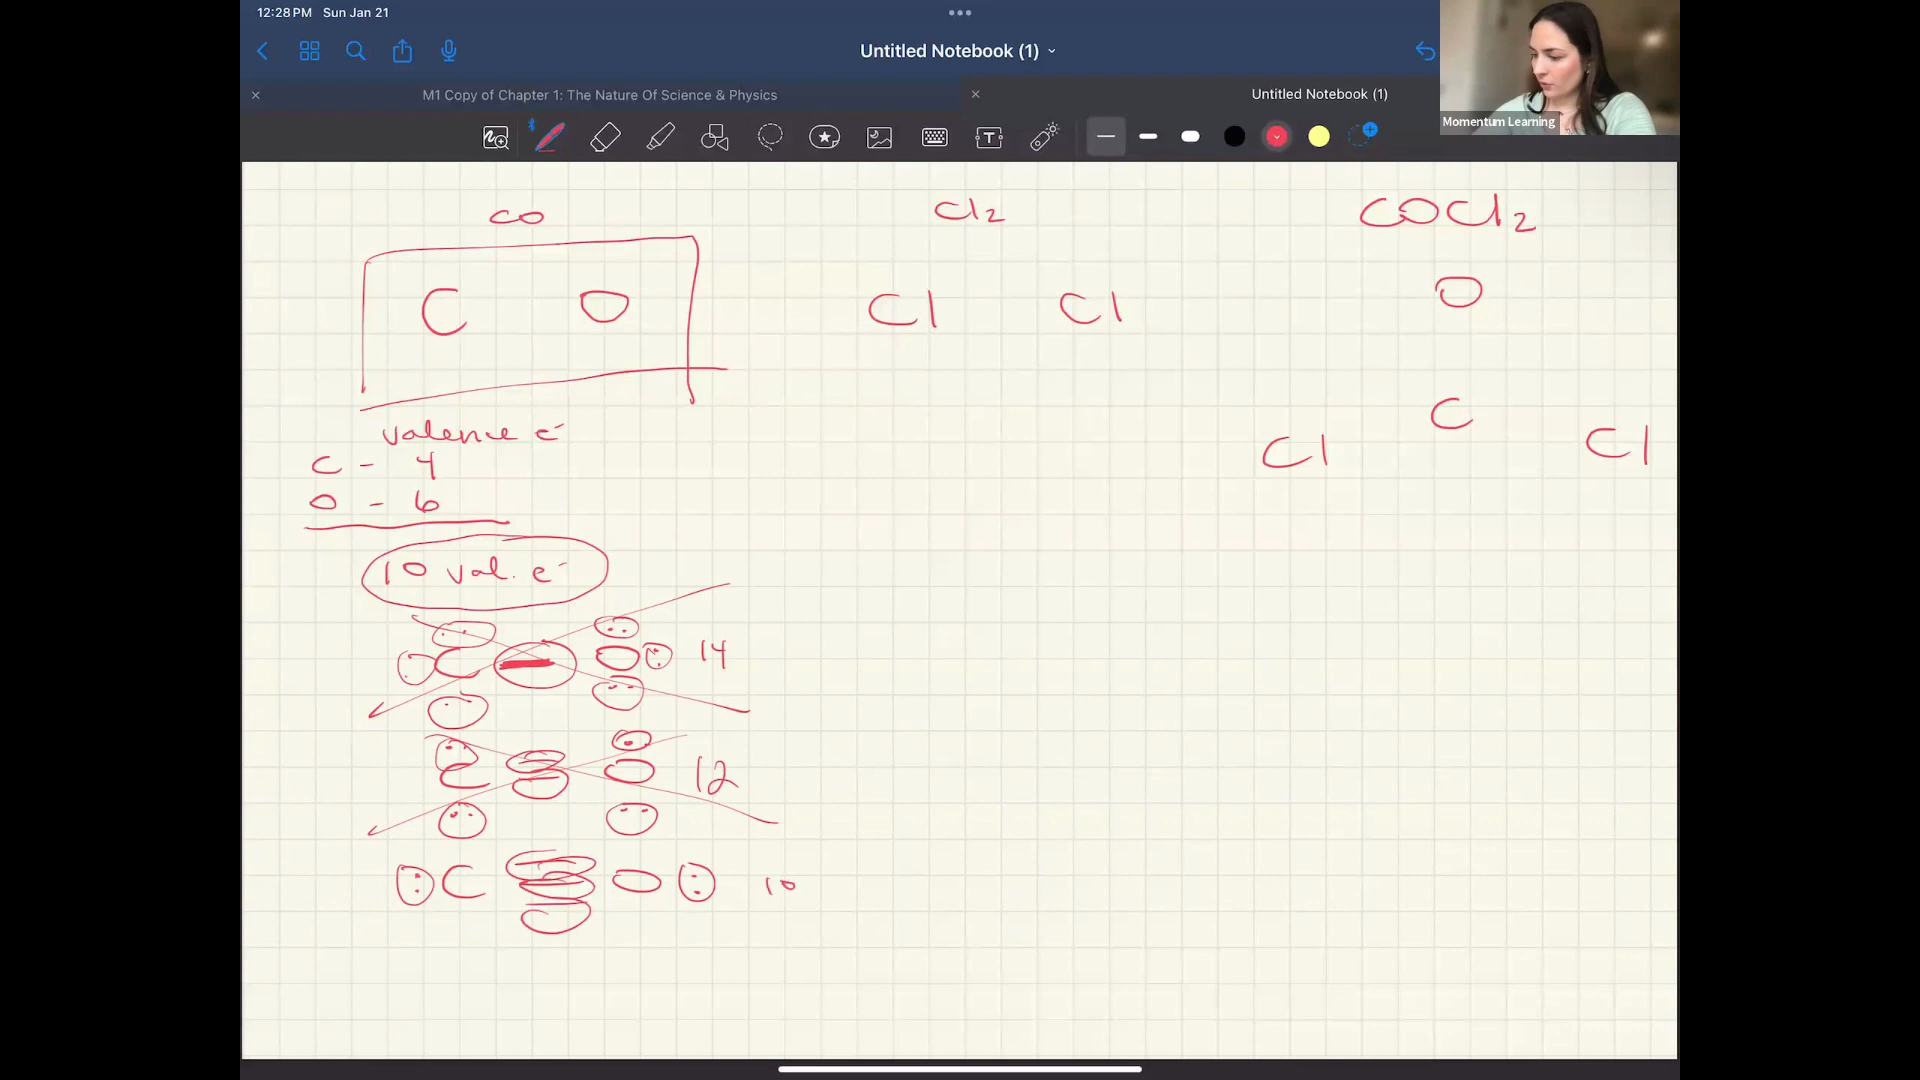 12:28 PM Sun Jan 21
Untitled Notebook (1)
M1 Copy of Chapter 1: The Nature Of Science & Physics
Untitled Notebook (1)
Momentum Learning
CO
Cl2
COCl2
C O
Cl Cl
O
C
Cl Cl
valence e-
C - 4
O - 6
10 val. e-
C O 14
C O 12
C O 10